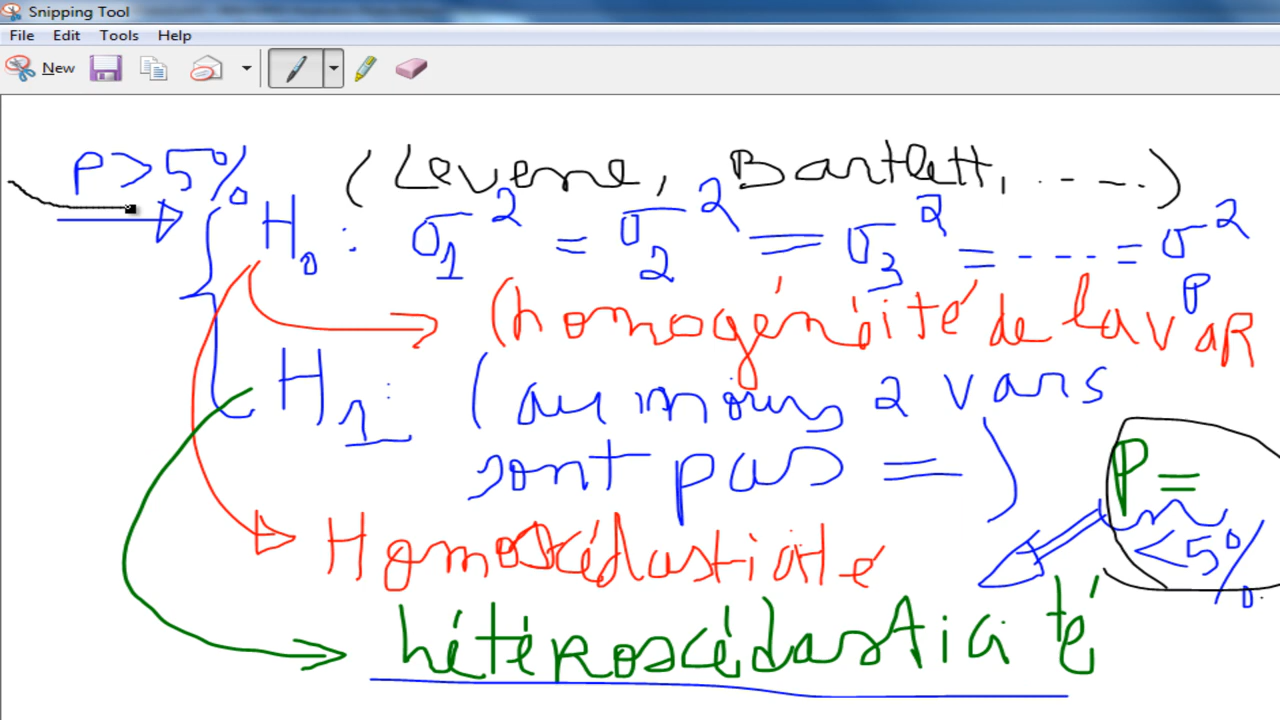 Snipping Tool
File Edit Tools Help
New
P > 5% (Levene, Bartlett, ....)
H₀ : σ₁² = σ₂² = σ₃² = .... = σₚ²
(homogénéité de la vaR
H₁ : (au moins 2 vars
sont pas = )
P =
< 5%
Homoscédasticité
hétéRoscédasticité